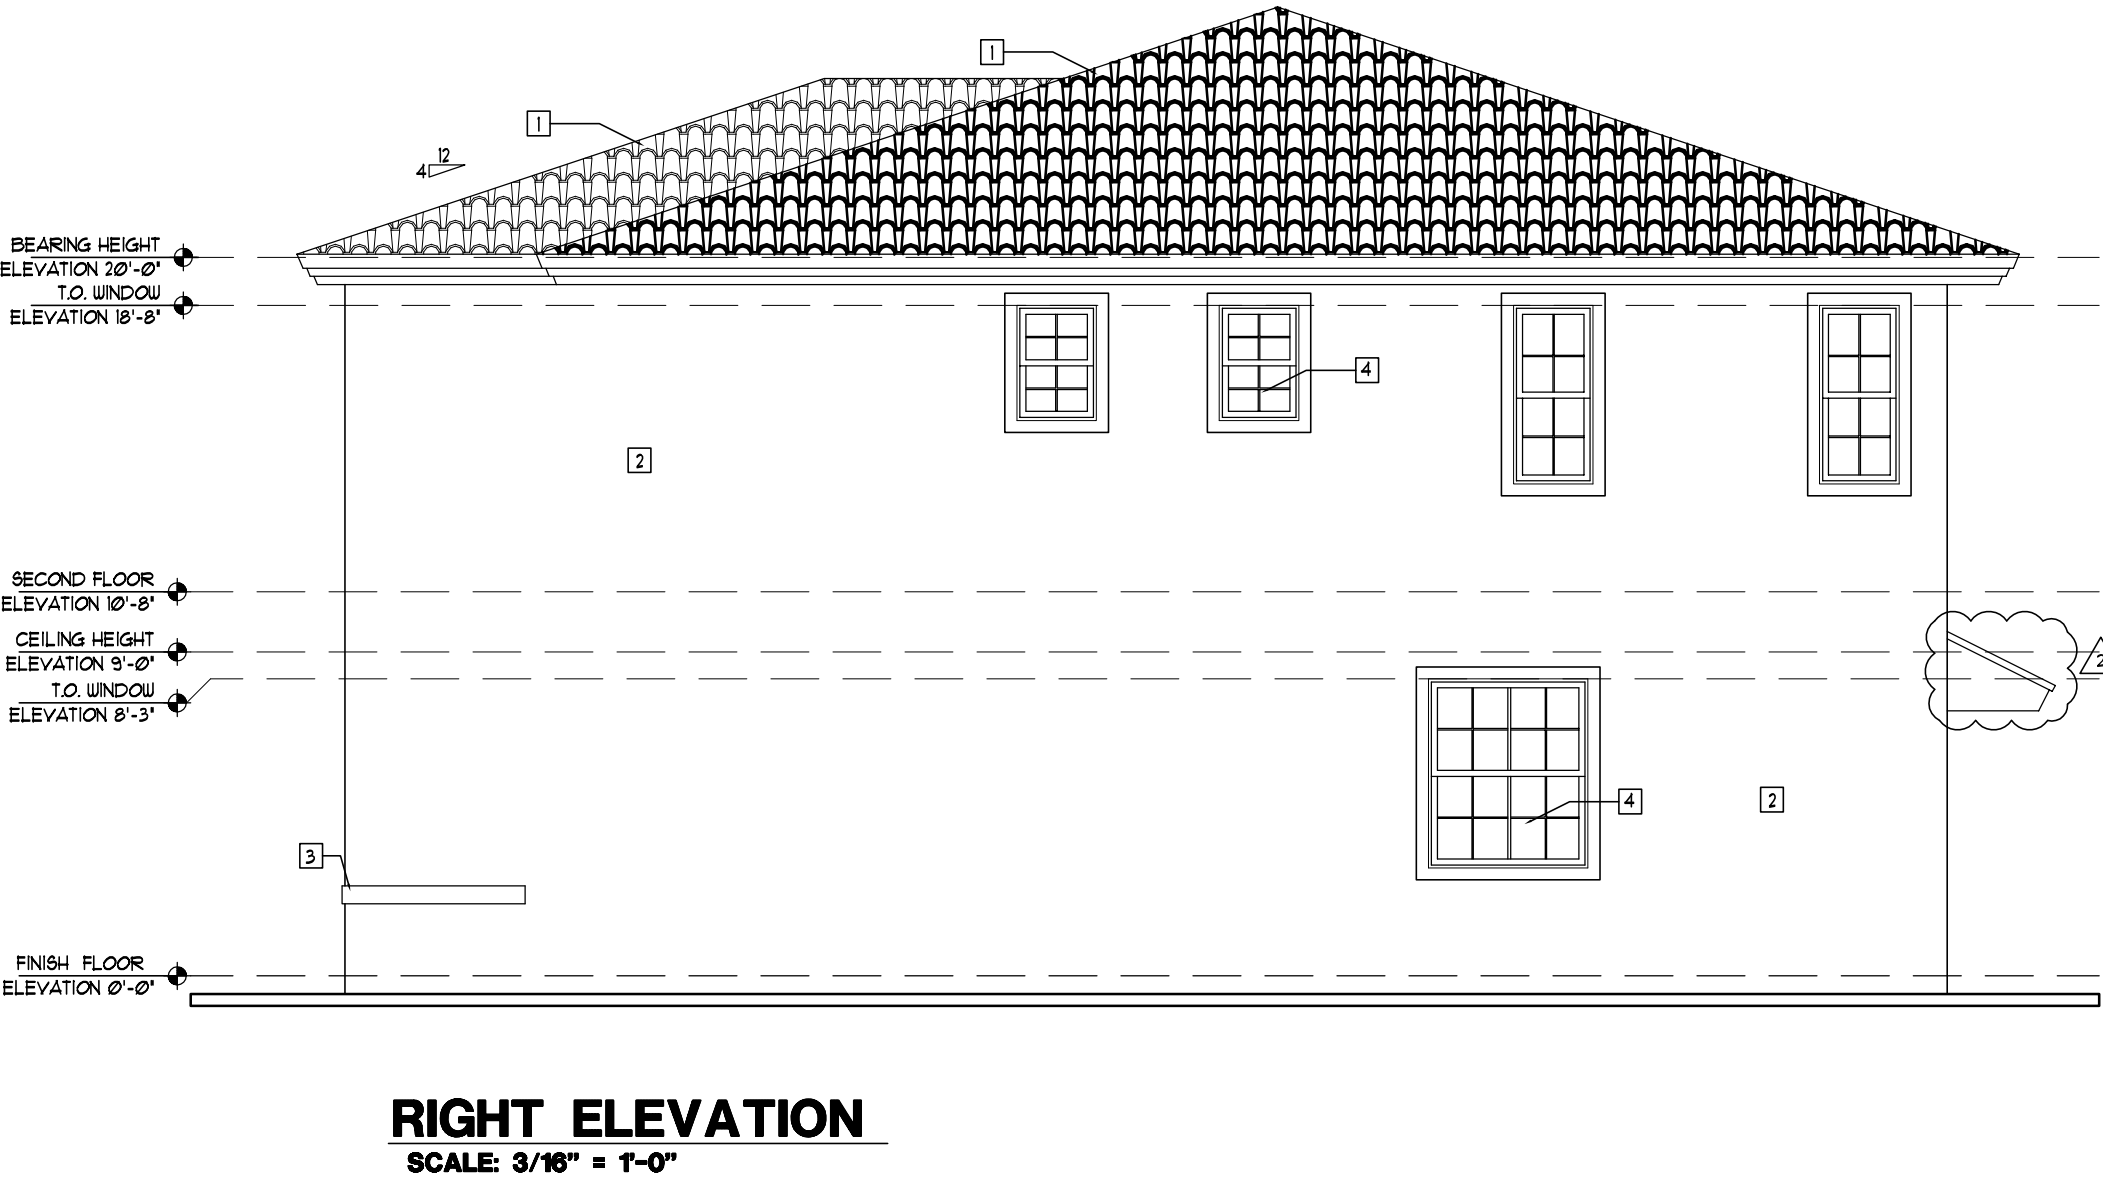 1
1
12
4
BEARING HEIGHT
ELEVATION 20'-0"
T.O. WINDOW
ELEVATION 18'-8"
4
2
SECOND FLOOR
ELEVATION 10'-8"
CEILING HEIGHT
ELEVATION 9'-0"
2
T.O. WINDOW
ELEVATION 8'-3"
4
2
3
FINISH FLOOR
ELEVATION 0'-0"
RIGHT ELEVATION
SCALE: 3/16" = 1'-0"